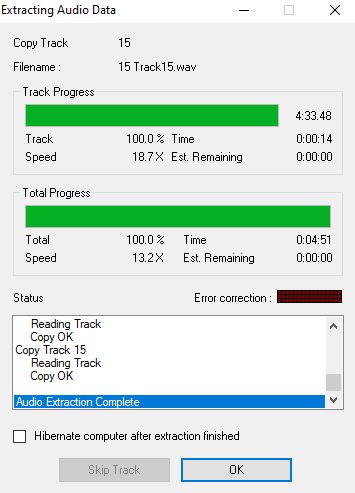 Extracting Audio Data
Copy Track 15
Filename : 15 Track15.wav
Track Progress
4:33.48
Track 100.0 % Time 0:00:14
Speed 18.7 X Est. Remaining 0:00:00
Total Progress
Total 100.0 % Time 0:04:51
Speed 13.2 X Est. Remaining 0:00:00
Status Error correction :
Reading Track
Copy OK
Copy Track 15
Reading Track
Copy OK
Audio Extraction Complete
Hibernate computer after extraction finished
Skip Track OK